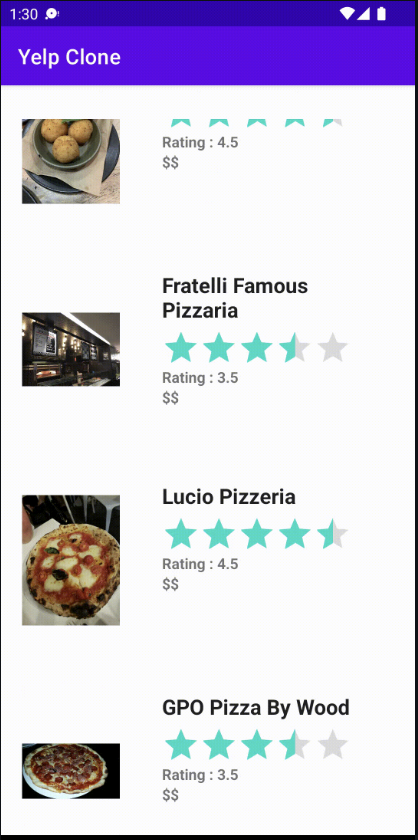 1:30
Yelp Clone
Rating : 4.5
$$
Fratelli Famous
Pizzaria
Rating : 3.5
$$
Lucio Pizzeria
Rating : 4.5
$$
GPO Pizza By Wood
Rating : 3.5
$$